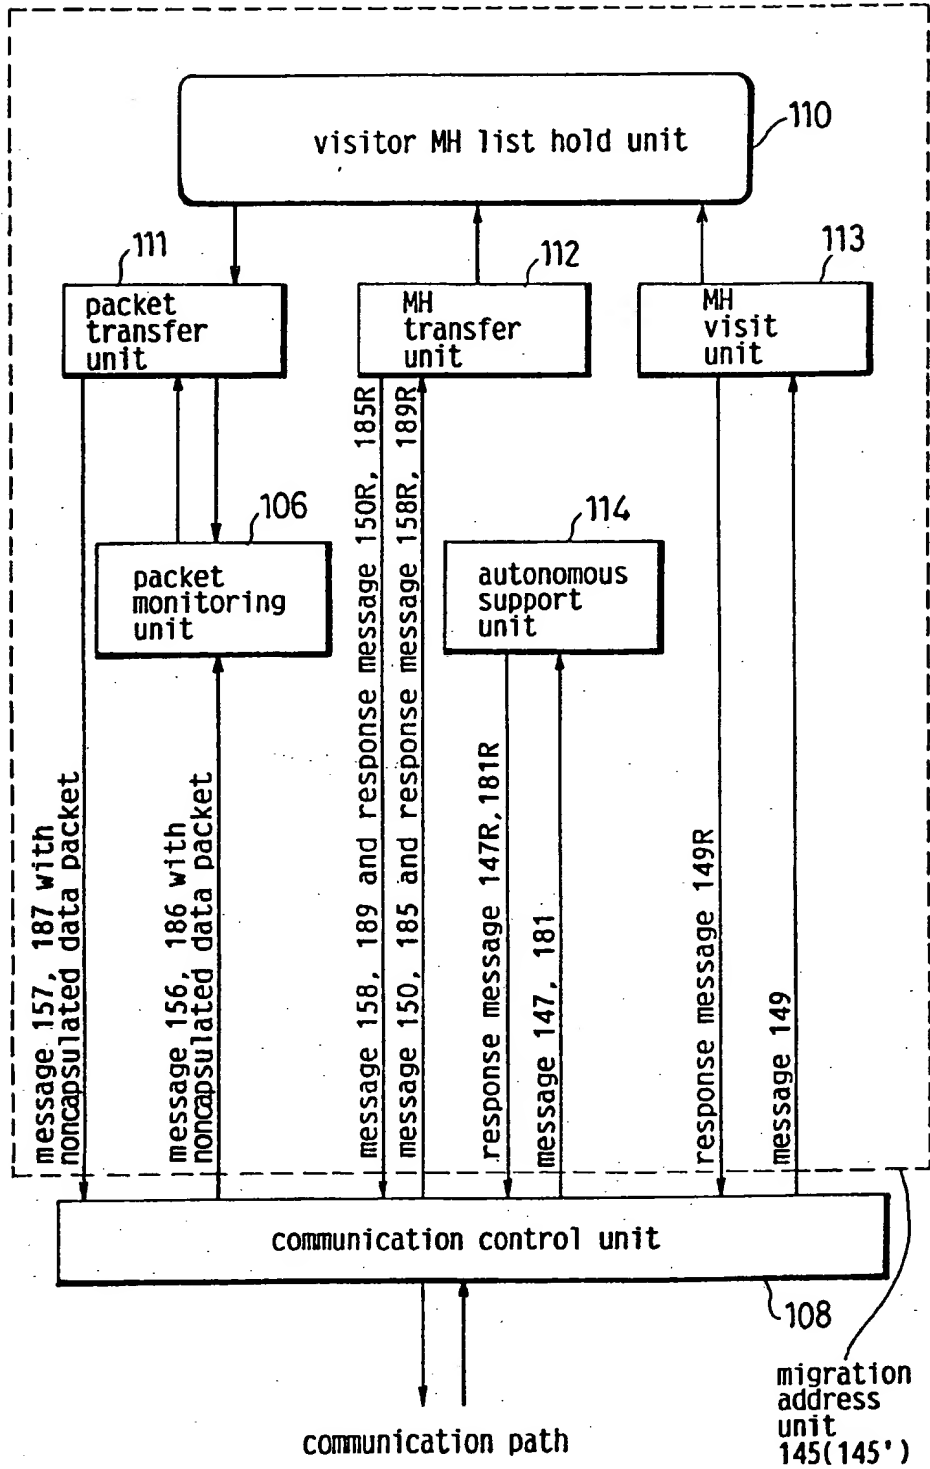 visitor MH list hold unit
110
111
112
113
packet
transfer
unit
MH
transfer
unit
MH
visit
unit
106
114
packet
monitoring
unit
autonomous
support
unit
message 157, 187 with
noncapsulated data packet
message 156, 186 with
noncapsulated data packet
message 158, 189 and response message 150R, 185R
message 150, 185 and response message 158R, 189R
response message 147R,181R
message 147, 181
response message 149R
message 149
communication control unit
108
communication path
migration
address
unit
145(145')